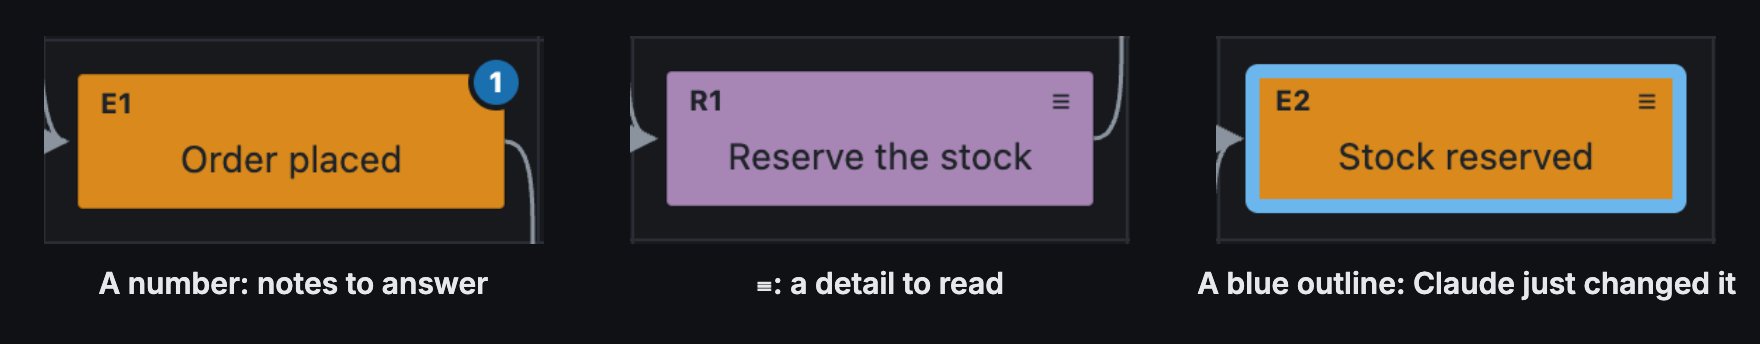 E1
1
Order placed
R1 ≡
Reserve the stock
E2 ≡
Stock reserved
A number: notes to answer
≡: a detail to read
A blue outline: Claude just changed it